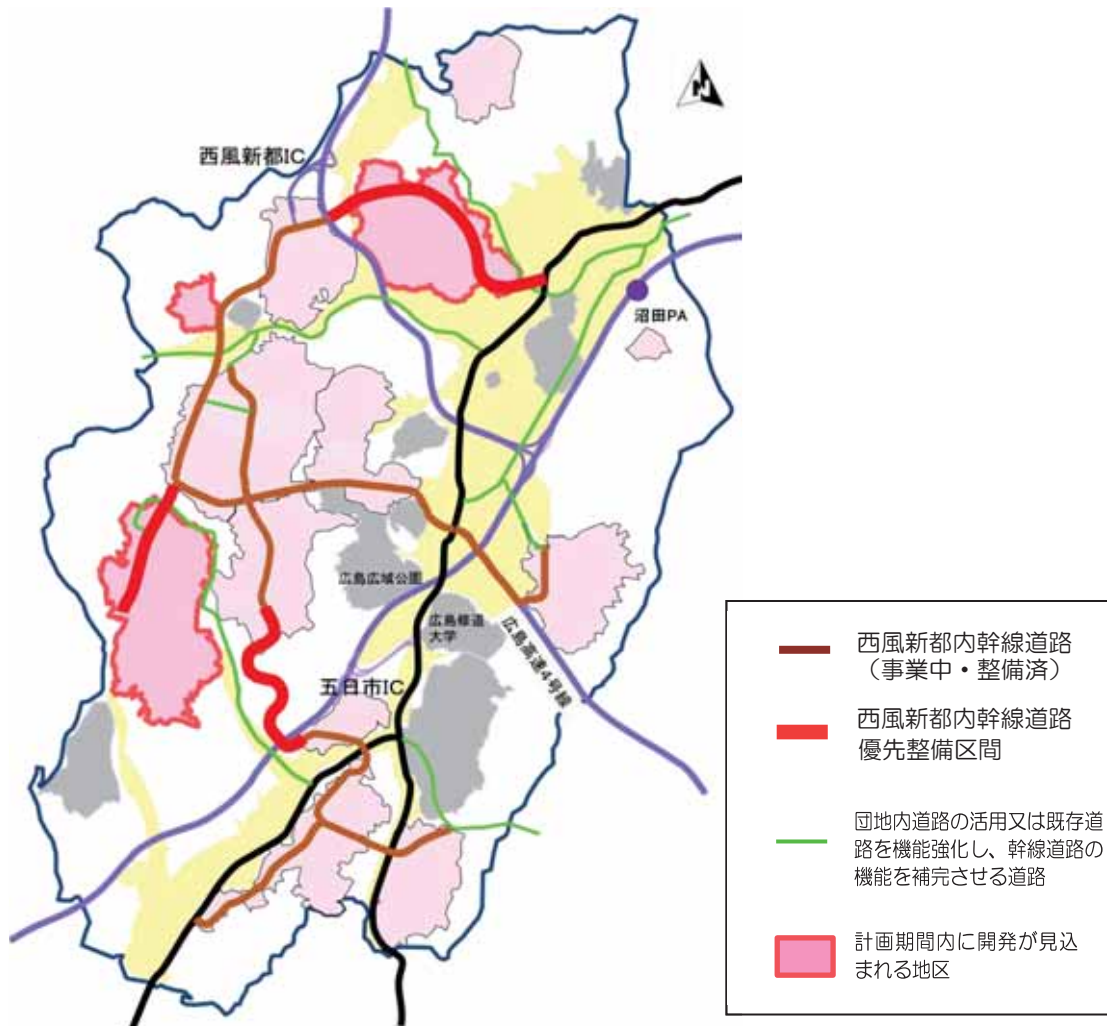 N
西風新都IC
沼田PA
広島広域公園
広島修道
大学
広島高速4号線
五日市IC
西風新都内幹線道路
（事業中・整備済）
西風新都内幹線道路
優先整備区間
団地内道路の活用又は既存道
路を機能強化し、幹線道路の
機能を補完させる道路
計画期間内に開発が見込
まれる地区